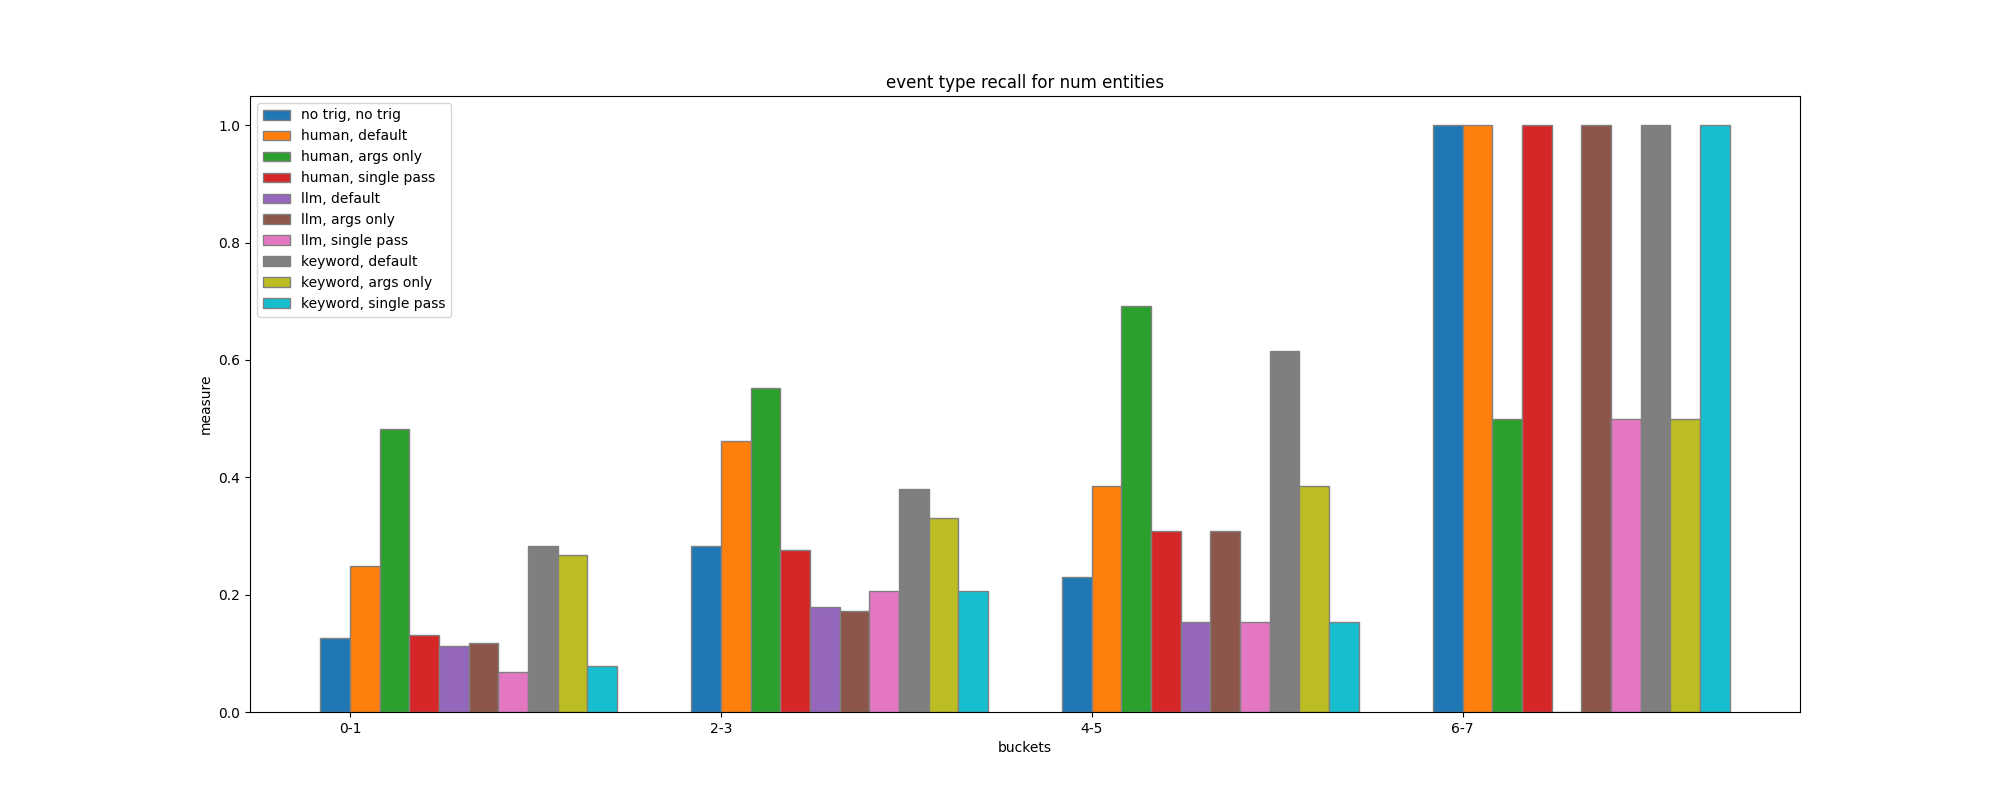 event type recall for num entities
no trig, no trig
human, default
human, args only
human, single pass
llm, default
llm, args only
llm, single pass
keyword, default
keyword, args only
keyword, single pass
1.0
0.8
0.6
0.4
0.2
0.0
measure
0-1
2-3
4-5
6-7
buckets